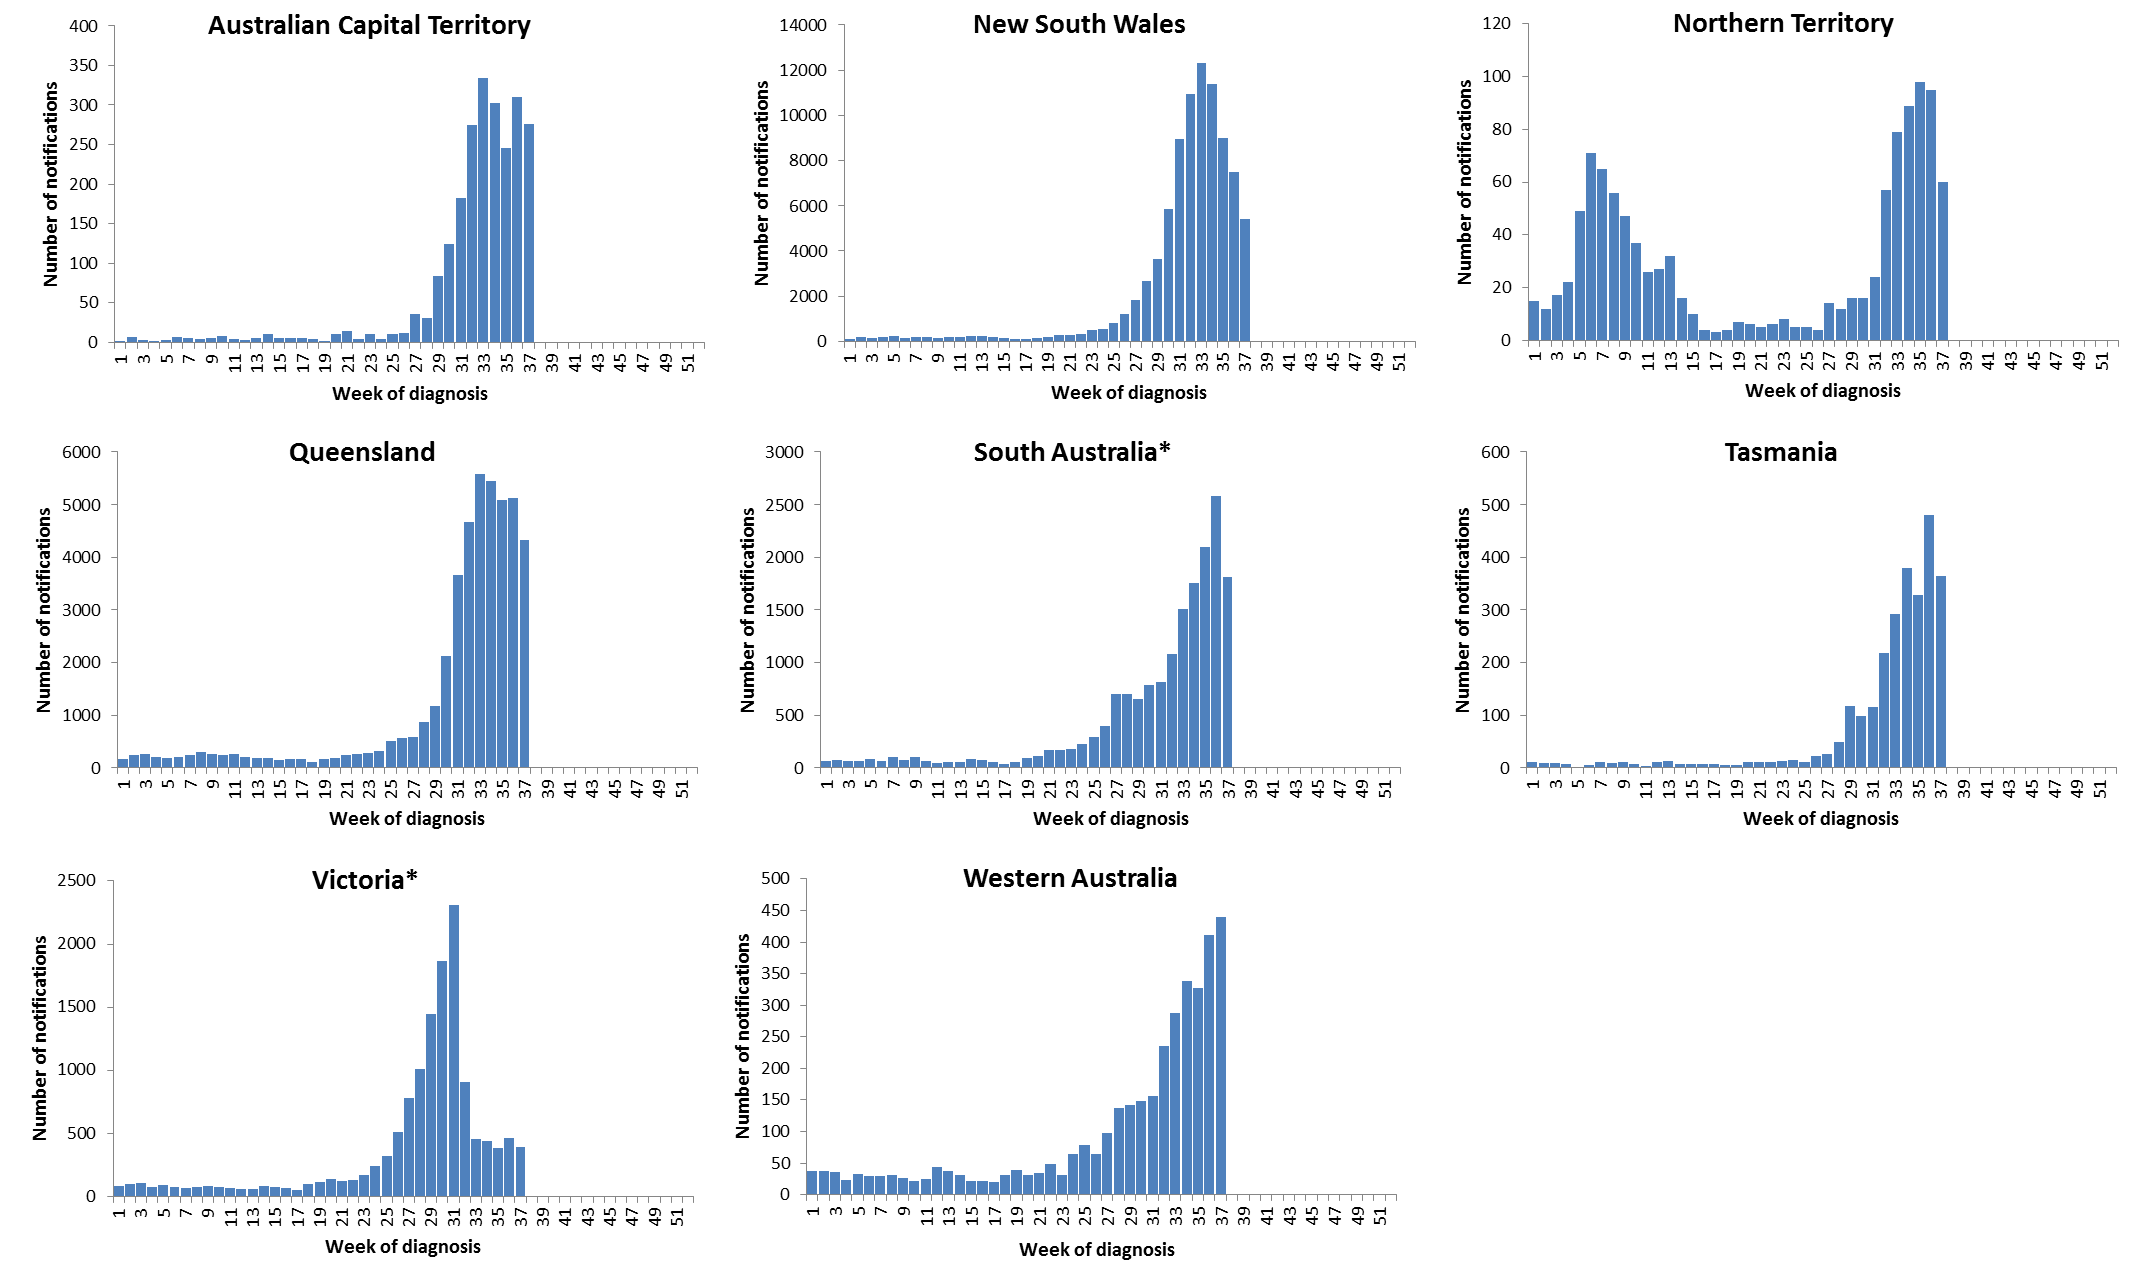 Australian Capital Territory
Number of notifications
400
350
300
250
200
150
100
50
0
1 3 5 7 9 11 13 15 17 19 21 23 25 27 29 31 33 35 37 39 41 43 45 47 49 51
Week of diagnosis
New South Wales
Number of notifications
14000
12000
10000
8000
6000
4000
2000
0
1 3 5 7 9 11 13 15 17 19 21 23 25 27 29 31 33 35 37 39 41 43 45 47 49 51
Week of diagnosis
Northern Territory
Number of notifications
120
100
80
60
40
20
0
1 3 5 7 9 11 13 15 17 19 21 23 25 27 29 31 33 35 37 39 41 43 45 47 49 51
Week of diagnosis
Queensland
Number of notifications
6000
5000
4000
3000
2000
1000
0
1 3 5 7 9 11 13 15 17 19 21 23 25 27 29 31 33 35 37 39 41 43 45 47 49 51
Week of diagnosis
South Australia*
Number of notifications
3000
2500
2000
1500
1000
500
0
1 3 5 7 9 11 13 15 17 19 21 23 25 27 29 31 33 35 37 39 41 43 45 47 49 51
Week of diagnosis
Tasmania
Number of notifications
600
500
400
300
200
100
0
1 3 5 7 9 11 13 15 17 19 21 23 25 27 29 31 33 35 37 39 41 43 45 47 49 51
Week of diagnosis
Victoria*
Number of notifications
2500
2000
1500
1000
500
0
1 3 5 7 9 11 13 15 17 19 21 23 25 27 29 31 33 35 37 39 41 43 45 47 49 51
Week of diagnosis
Western Australia
Number of notifications
500
450
400
350
300
250
200
150
100
50
0
1 3 5 7 9 11 13 15 17 19 21 23 25 27 29 31 33 35 37 39 41 43 45 47 49 51
Week of diagnosis